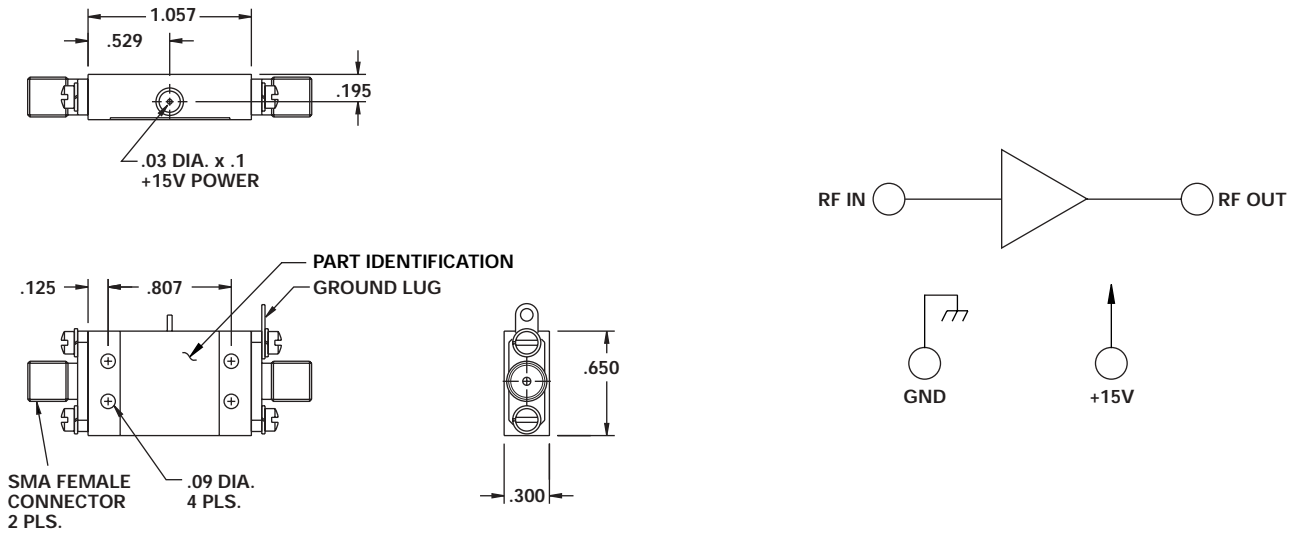 1.057
.529
.195
.03 DIA. x .1
+15V POWER
PART IDENTIFICATION
GROUND LUG
.125
.807
.650
.300
SMA FEMALE
CONNECTOR
2 PLS.
.09 DIA.
4 PLS.
RF IN
RF OUT
GND
+15V